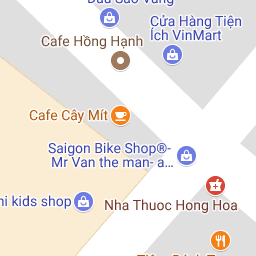 Dầu Sao Vàng
Cửa Hàng Tiện
Ích VinMart
Cafe Hồng Hạnh
Cafe Cây Mít
Saigon Bike Shop®-
Mr Van the man- a…
ni kids shop
Nha Thuoc Hong Hoa